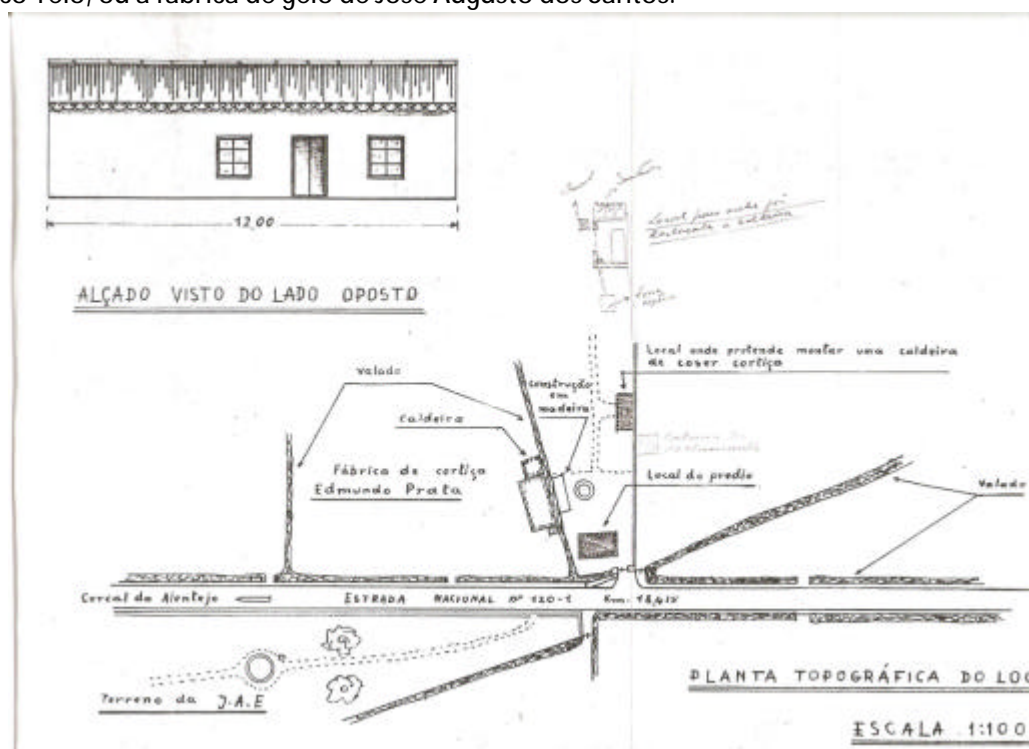 ou a fábrica de gelo de José Augusto dos Santos.
12,00
ALÇADO VISTO DO LADO OPOSTO
Local onde pretende montar uma caldeira
de coser cortiça
valado
construção
em
madeira
Caldeira
Fábrica de cortiça
Edmundo Prata
Local do predio
Valado
Cercal do Alentejo
ESTRADA NACIONAL Nº 120-1
Km.
Terreno da J.A.E
PLANTA TOPOGRÁFICA DO LOC
ESCALA 1:100